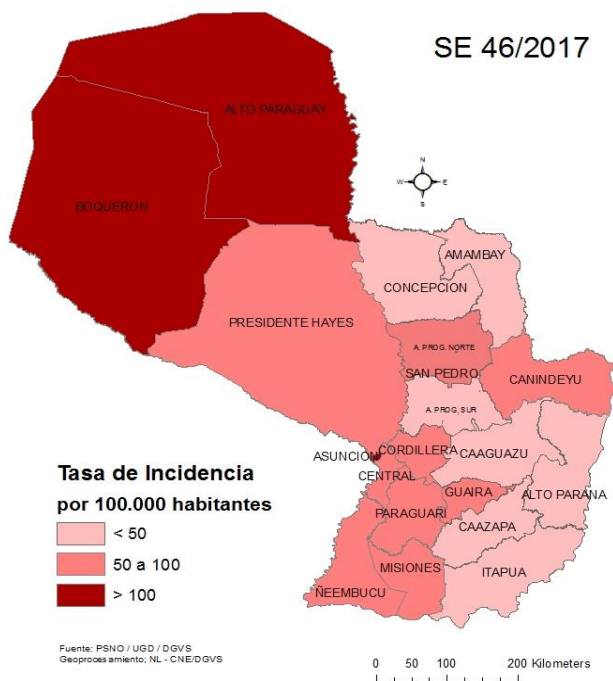 SE 46/2017
ALTO PARAGUAY
BOQUERON
N
W E
S
AMAMBAY
CONCEPCION
PRESIDENTE HAYES
A. PROG. NORTE
SAN PEDRO
CANINDEYU
A. PROG. SUR
ASUNCION
CORDILLERA
CAAGUAZU
CENTRAL
GUAIRA
ALTO PARANA
PARAGUARI
CAAZAPA
MISIONES
ITAPUA
ÑEEMBUCU
Tasa de Incidencia
por 100.000 habitantes
< 50
50 a 100
> 100
Fuente: PSNO / UGD / DGVS
Geoprocesamiento; NL - CNE/DGVS
0 50 100 200 Kilometers